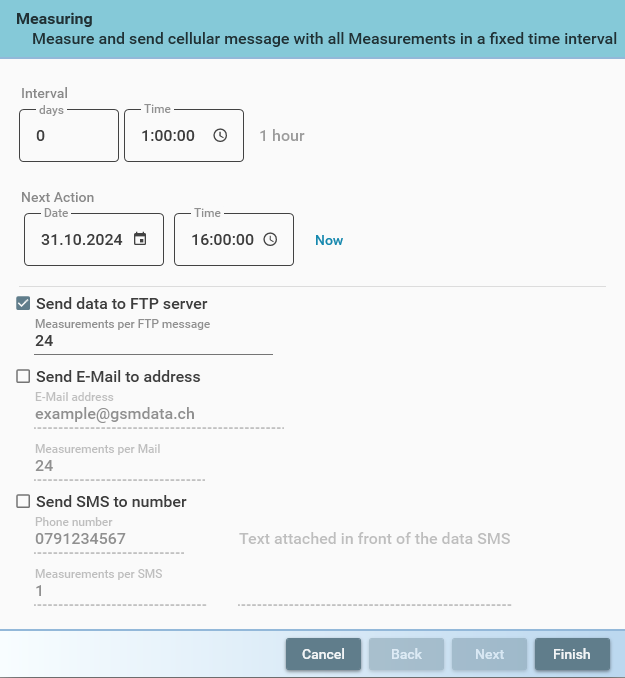 Measuring
Measure and send cellular message with all Measurements in a fixed time interval
Interval
days Time
0 1:00:00 1 hour
Next Action
Date Time
31.10.2024 16:00:00 Now
Send data to FTP server
Measurements per FTP message
24
Send E-Mail to address
E-Mail address
example@gsmdata.ch
Measurements per Mail
24
Send SMS to number
Phone number
0791234567 Text attached in front of the data SMS
Measurements per SMS
1
Cancel Back Next Finish